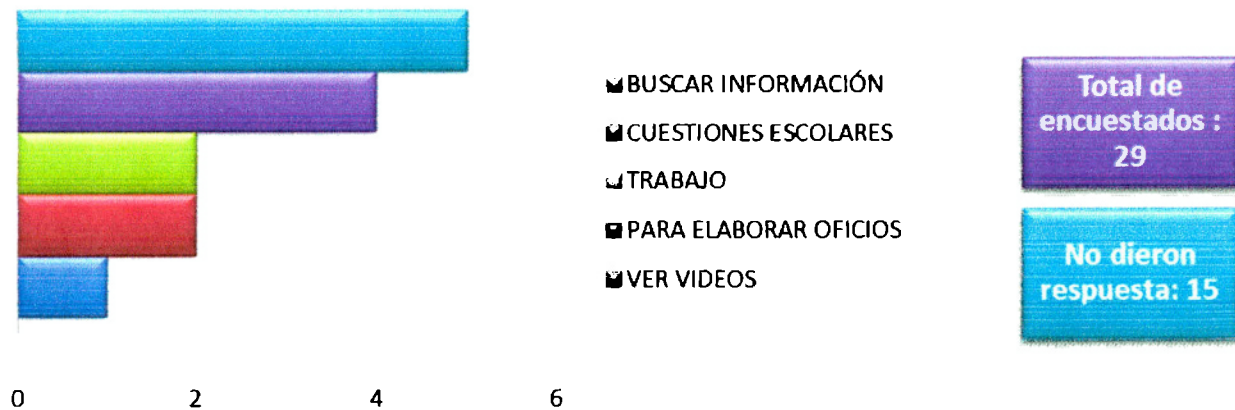 BUSCAR INFORMACIÓN
CUESTIONES ESCOLARES
TRABAJO
PARA ELABORAR OFICIOS
VER VIDEOS
Total de
encuestados :
29
No dieron
respuesta: 15
0 2 4 6